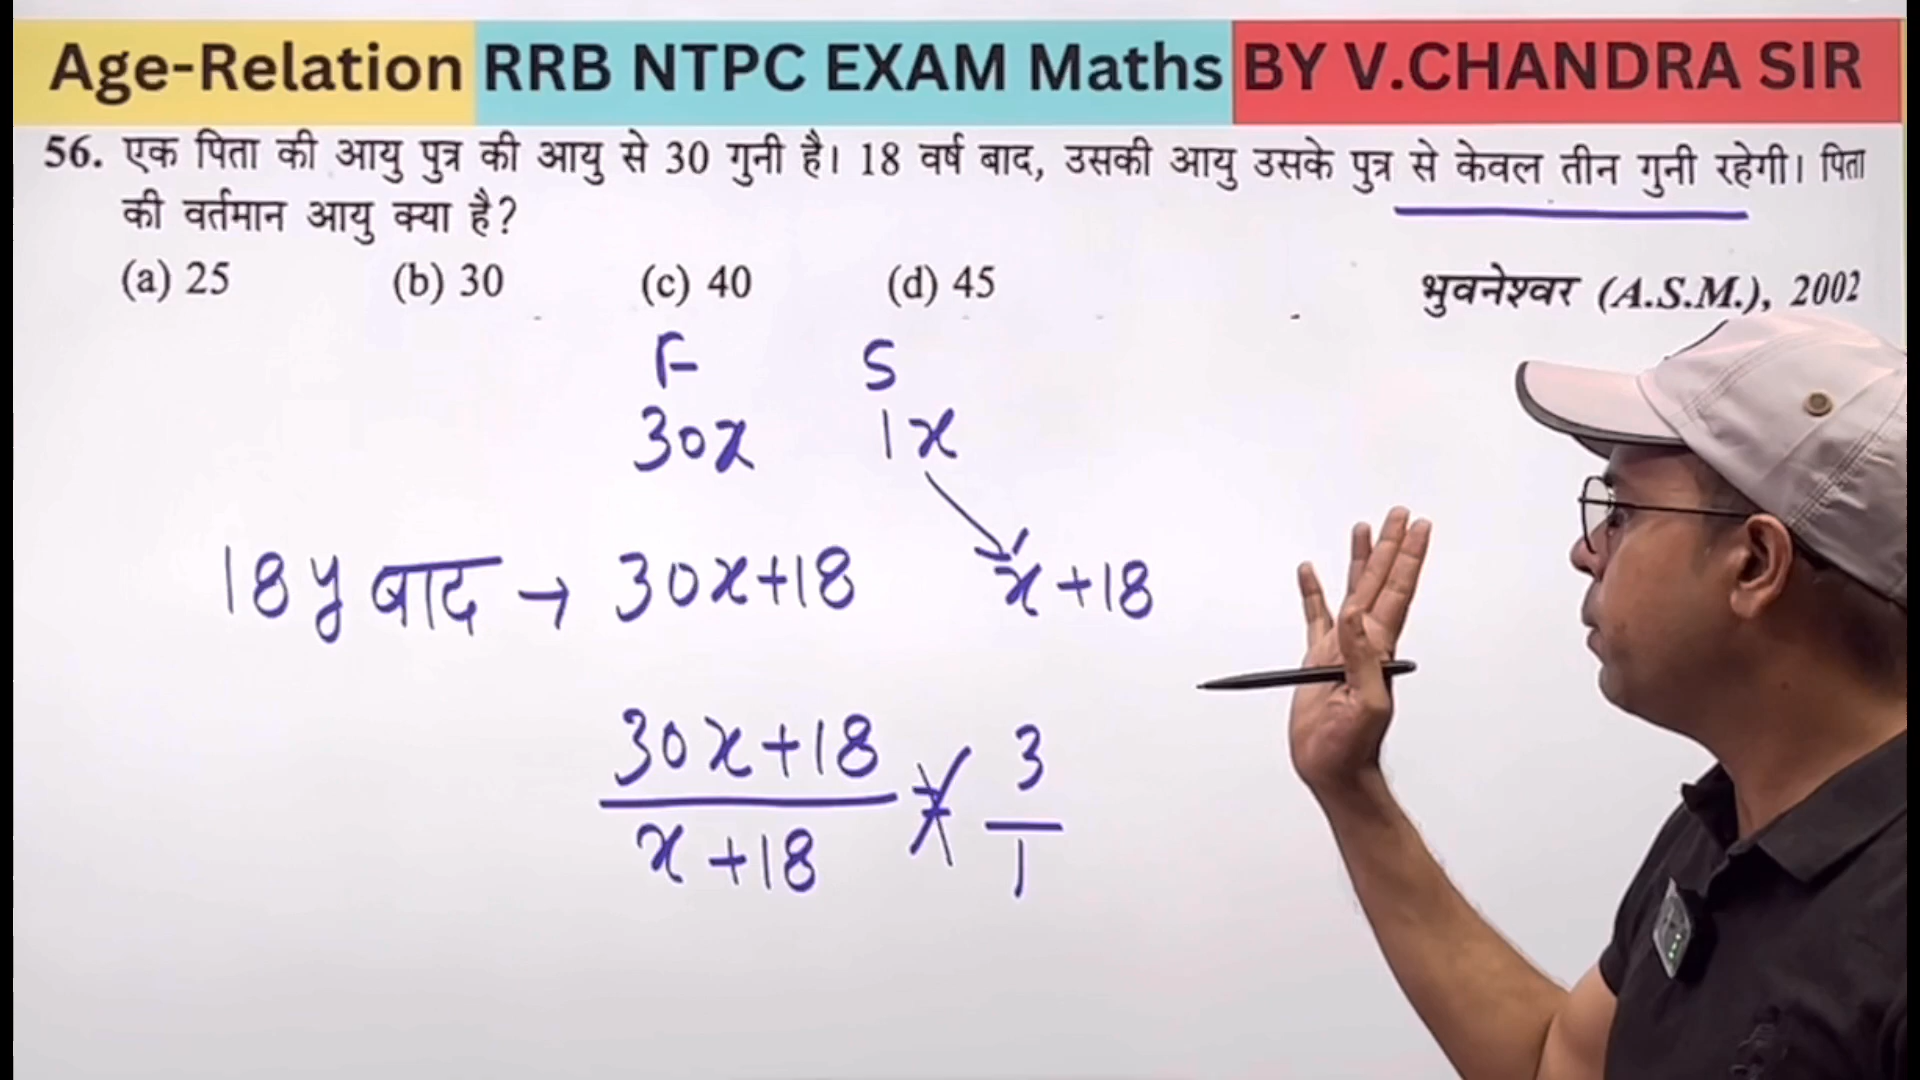 Age-Relation RRB NTPC EXAM Maths BY V.CHANDRA SIR
56. एक पिता की आयु पुत्र की आयु से 30 गुनी है। 18 वर्ष बाद, उसकी आयु उसके पुत्र से केवल तीन गुनी रहेगी। पिता
की वर्तमान आयु क्या है?
(a) 25 (b) 30 (c) 40 (d) 45
भुवनेश्वर (A.S.M.), 2002
F S
30x 1x
18 y बाद → 30x+18 x+18
30x+18 3
x+18 1